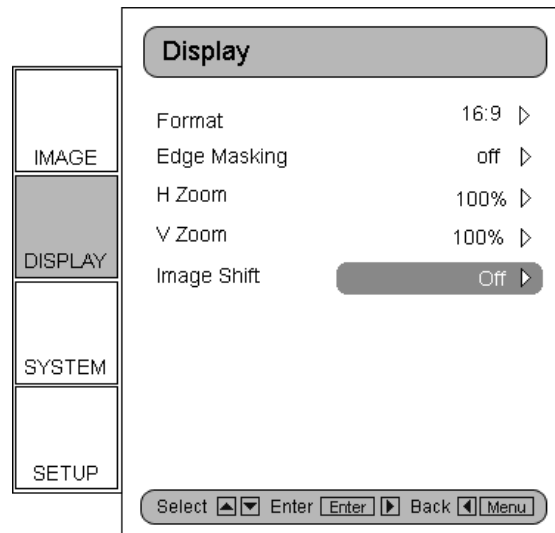 Display
IMAGE
DISPLAY
SYSTEM
SETUP
Format 16:9
Edge Masking off
H Zoom 100%
V Zoom 100%
Image Shift Off
Select Enter Enter Back Menu